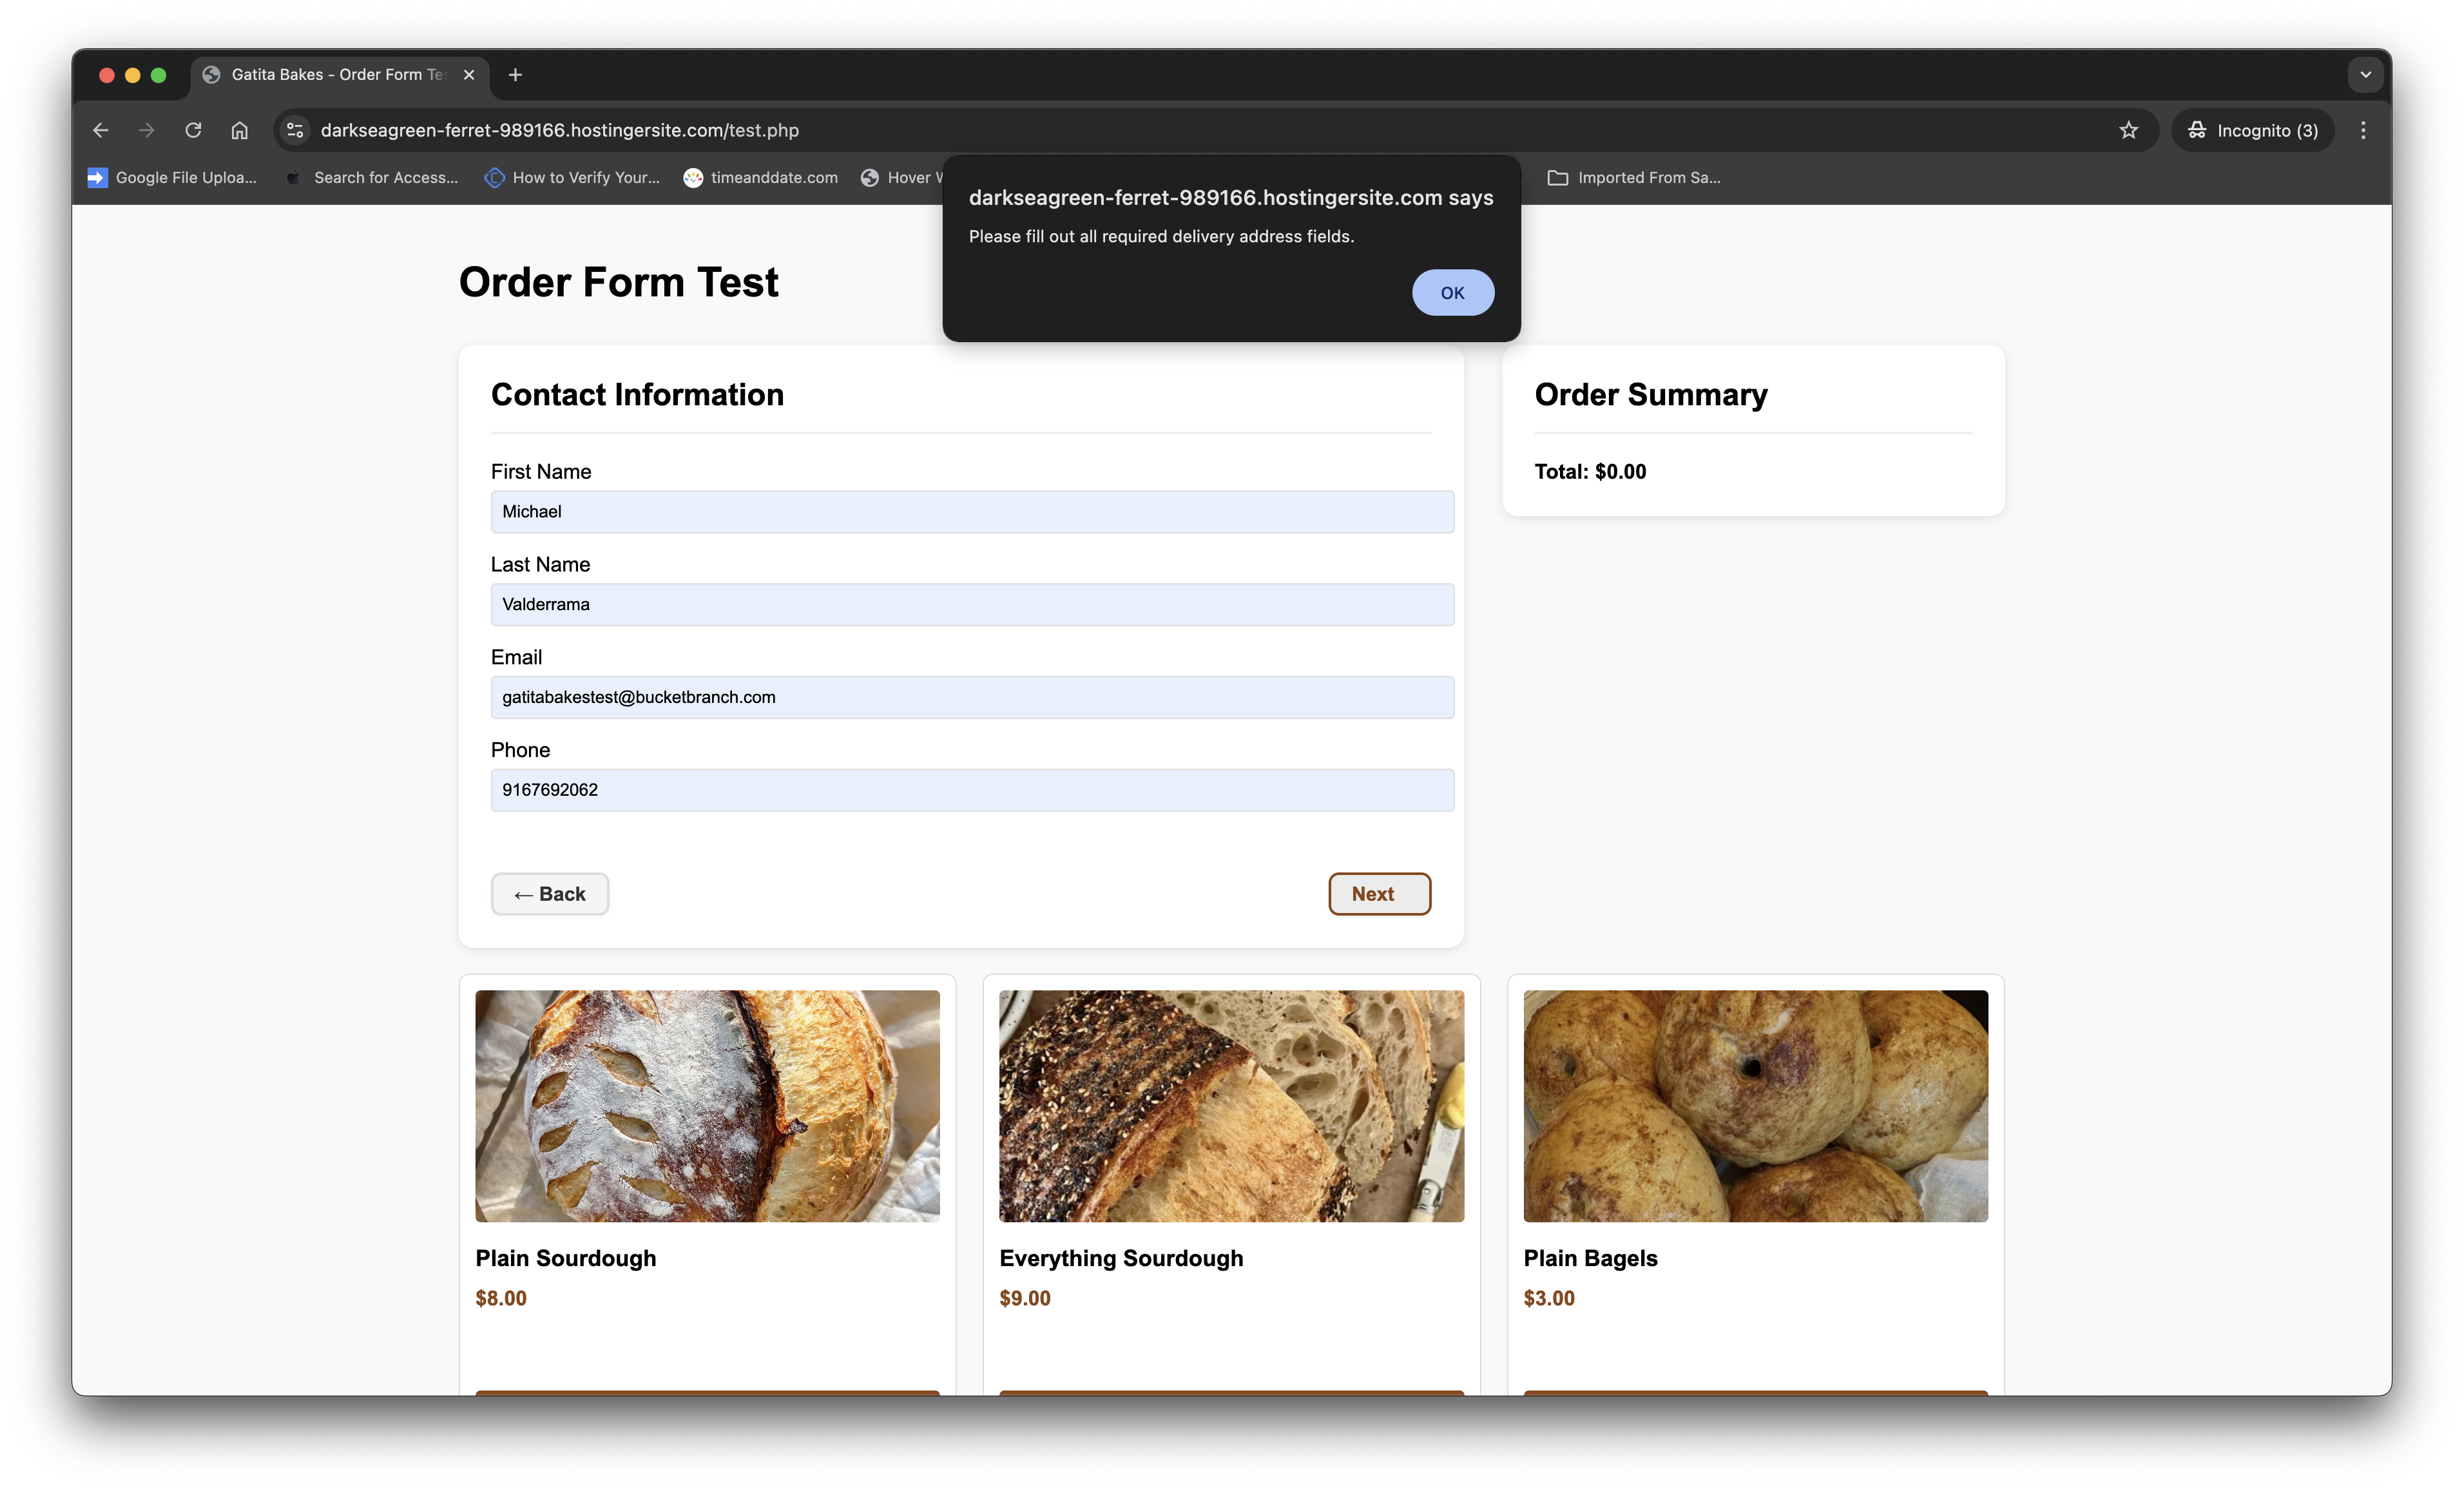 Gatita Bakes - Order Form Te
darkseagreen-ferret-989166.hostingersite.com/test.php
Incognito (3)
Google File Uploa...
Search for Access...
How to Verify Your...
timeanddate.com
Hover
Imported From Sa...
darkseagreen-ferret-989166.hostingersite.com says
Please fill out all required delivery address fields.
OK
Order Form Test
Contact Information
First Name
Michael
Last Name
Valderrama
Email
gatitabakestest@bucketbranch.com
Phone
9167692062
← Back
Next
Order Summary
Total: $0.00
Plain Sourdough
$8.00
Everything Sourdough
$9.00
Plain Bagels
$3.00